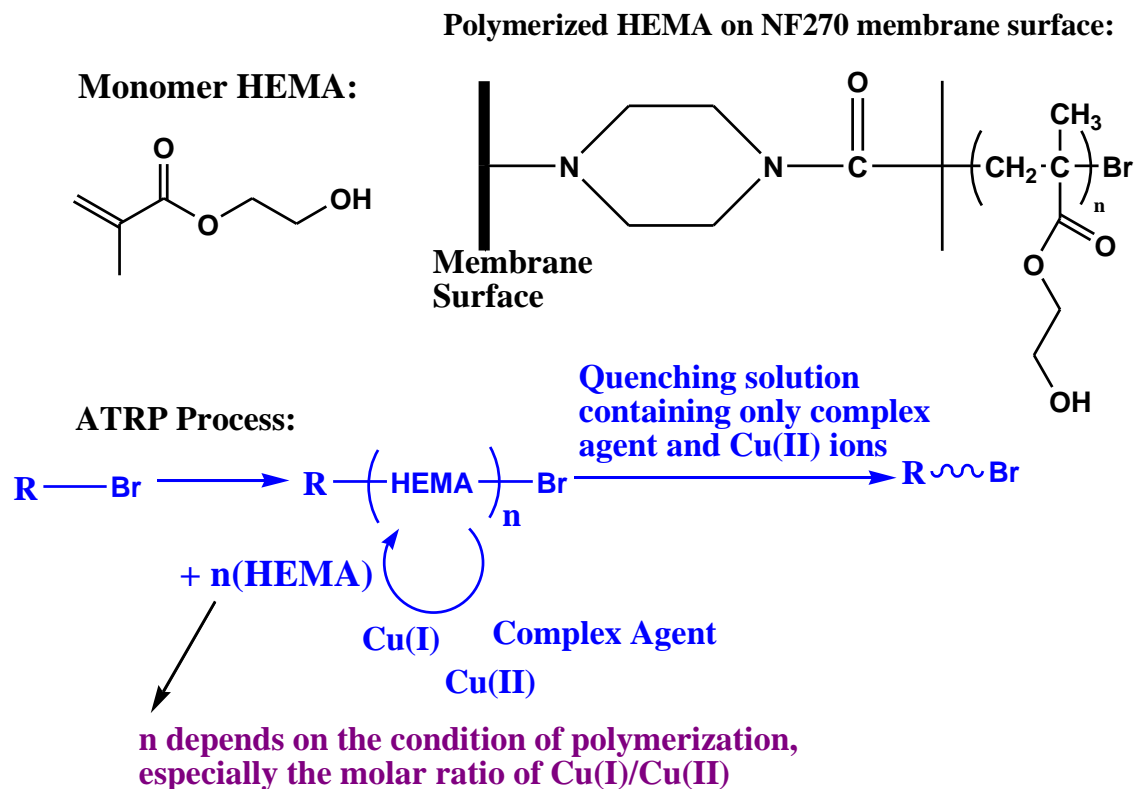 Polymerized HEMA on NF270 membrane surface:
Monomer HEMA:
O
O
OH
O
N
N
C
CH3
CH2
C
Br
n
O
O
OH
Membrane
Surface
Quenching solution
containing only complex
agent and Cu(II) ions
ATRP Process:
R
Br
R
HEMA
Br
n
R
Br
+ n(HEMA)
Cu(I)
Complex Agent
Cu(II)
n depends on the condition of polymerization,
especially the molar ratio of Cu(I)/Cu(II)